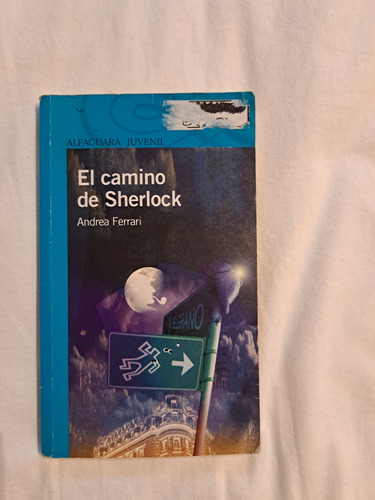 ALFAGUARA JUVENIL
El camino
de Sherlock
Andrea Ferrari